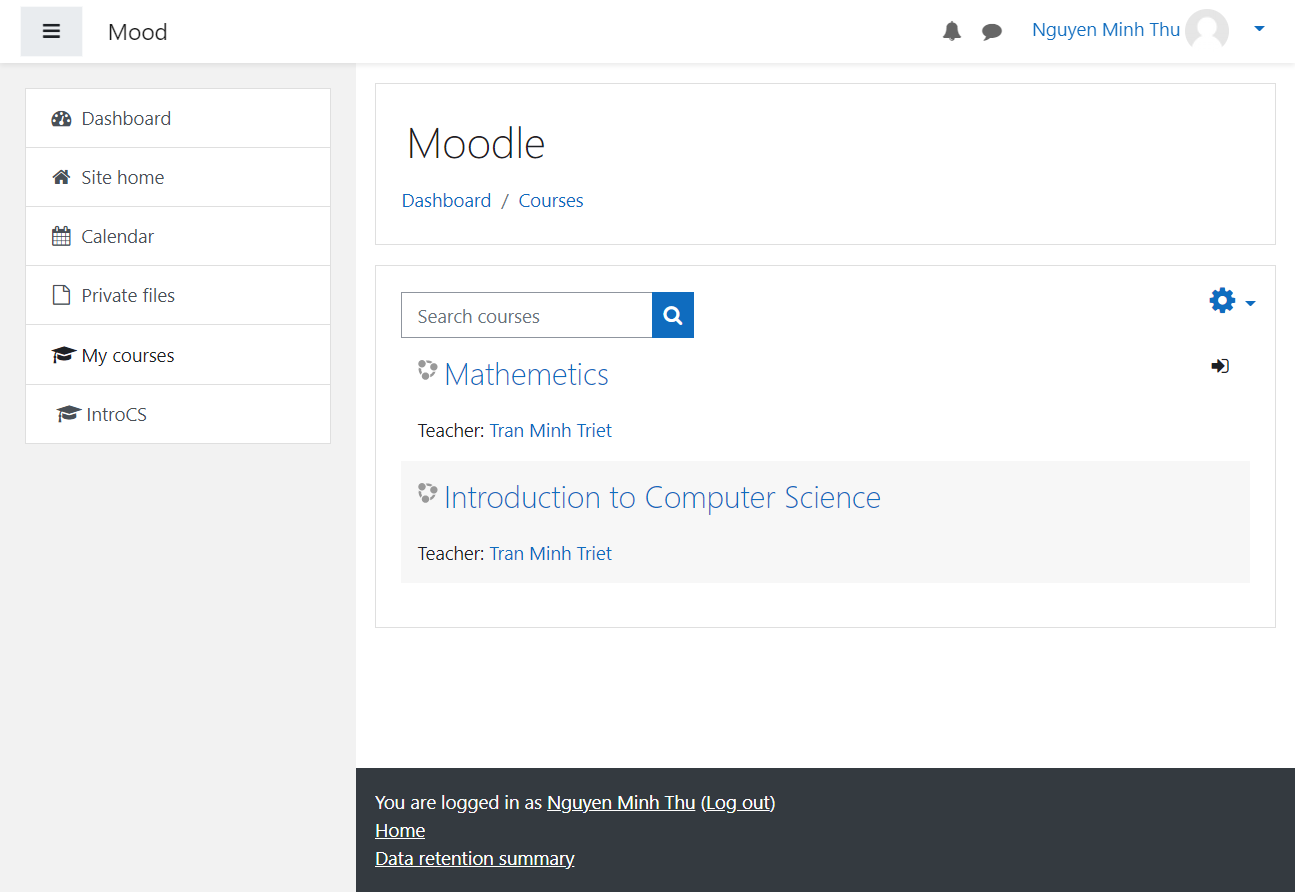 Mood
Nguyen Minh Thu
Dashboard
Site home
Calendar
Private files
My courses
IntroCS
Moodle
Dashboard / Courses
Search courses
Mathemetics
Teacher: Tran Minh Triet
Introduction to Computer Science
Teacher: Tran Minh Triet
You are logged in as Nguyen Minh Thu (Log out)
Home
Data retention summary